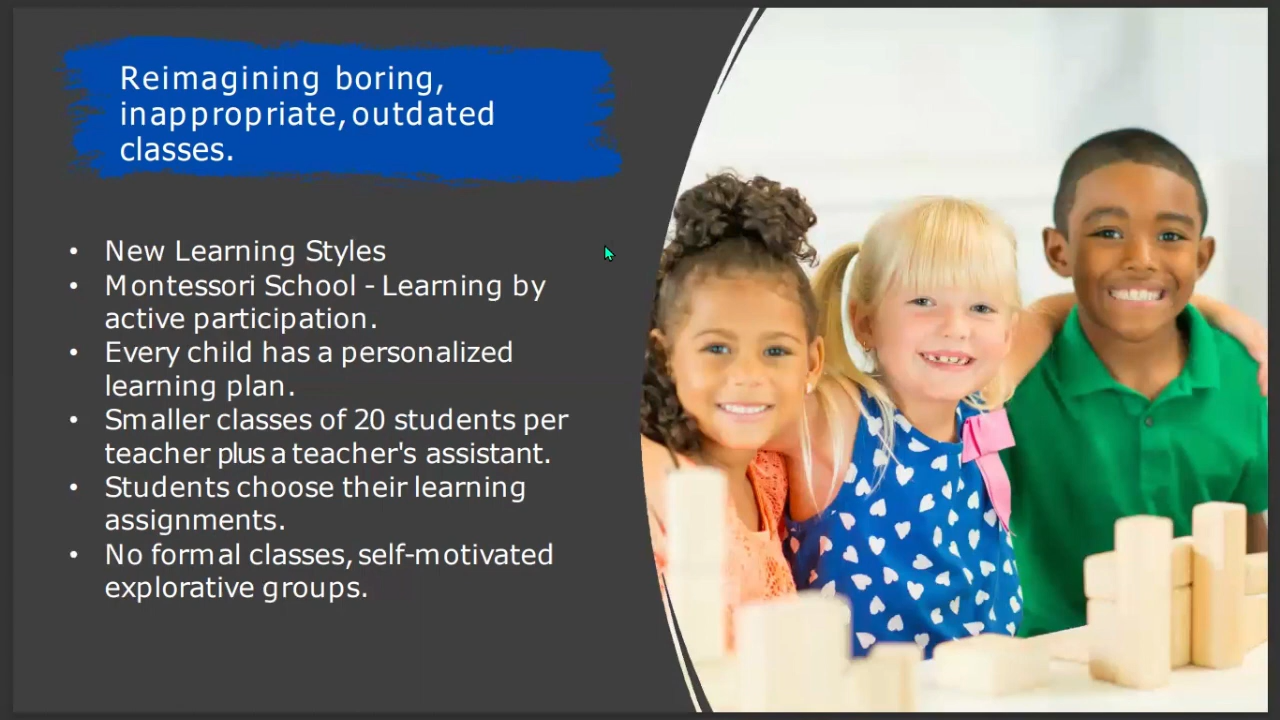 Reimagining boring,
inappropriate, outdated
classes.
• New Learning Styles
• Montessori School - Learning by
active participation.
• Every child has a personalized
learning plan.
• Smaller classes of 20 students per
teacher plus a teacher's assistant.
• Students choose their learning
assignments.
• No formal classes, self-motivated
explorative groups.